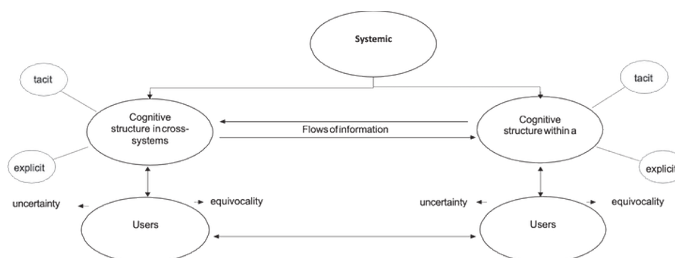 Systemic
tacit
tacit
Cognitive
structure in cross-
systems
Flows of information
Cognitive
structure within a
explicit
explicit
uncertainty
equivocality
uncertainty
equivocality
Users
Users